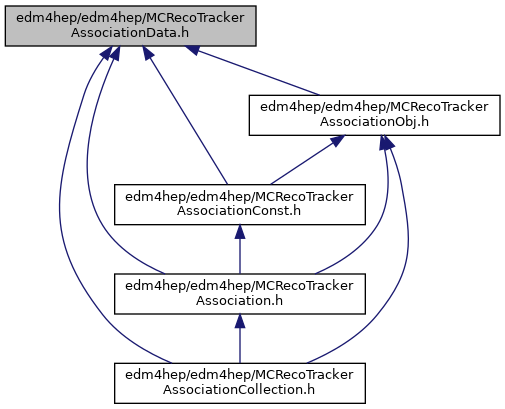 edm4hep/edm4hep/MCRecoTracker
AssociationData.h
edm4hep/edm4hep/MCRecoTracker
AssociationObj.h
edm4hep/edm4hep/MCRecoTracker
AssociationConst.h
edm4hep/edm4hep/MCRecoTracker
Association.h
edm4hep/edm4hep/MCRecoTracker
AssociationCollection.h